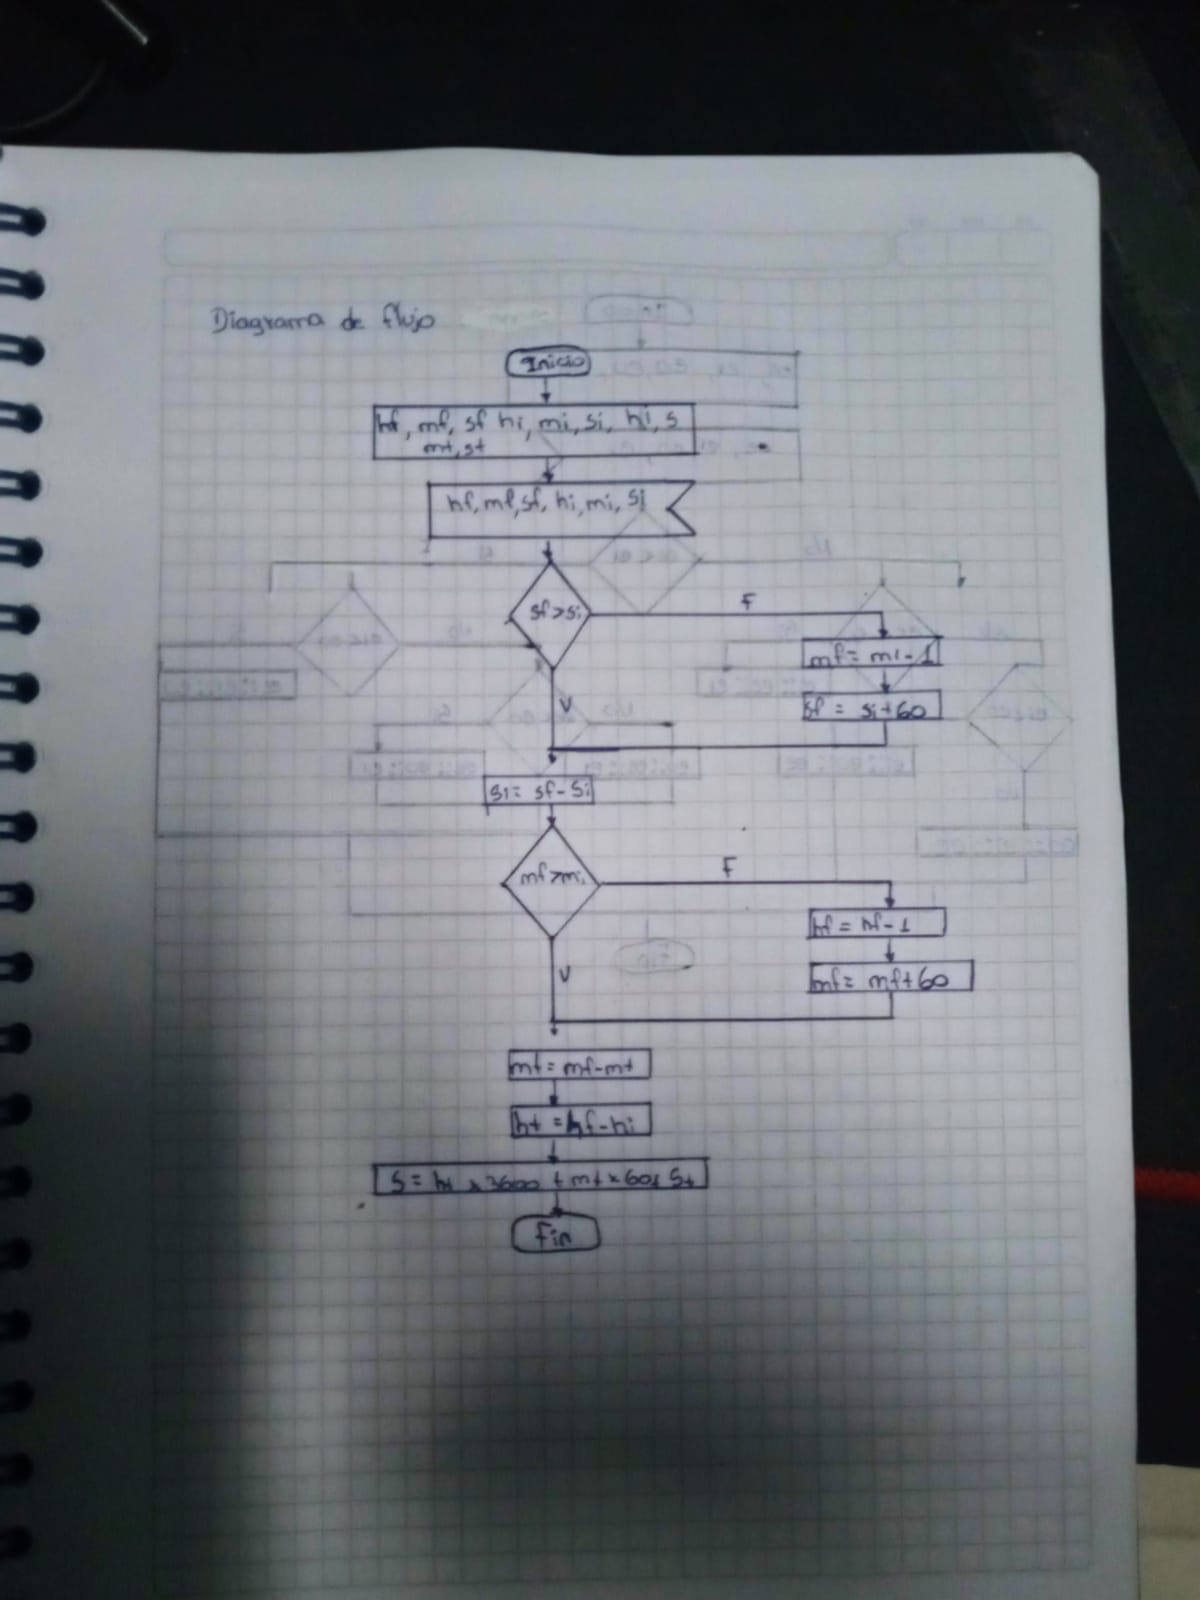 Diagrama de flujo
Inicio
hf, mf, sf hi, mi, si, hi, s
mt, st
hf, mf, sf, hi, mi, si
sf > si
F
mf = mi - 1
sf = si + 60
V
si = sf - si
mf > mi
F
hf = hf - 1
mf = mf + 60
V
mt = mf - mt
ht = hf - hi
S = ht x 3600 + mt x 60 + St
Fin